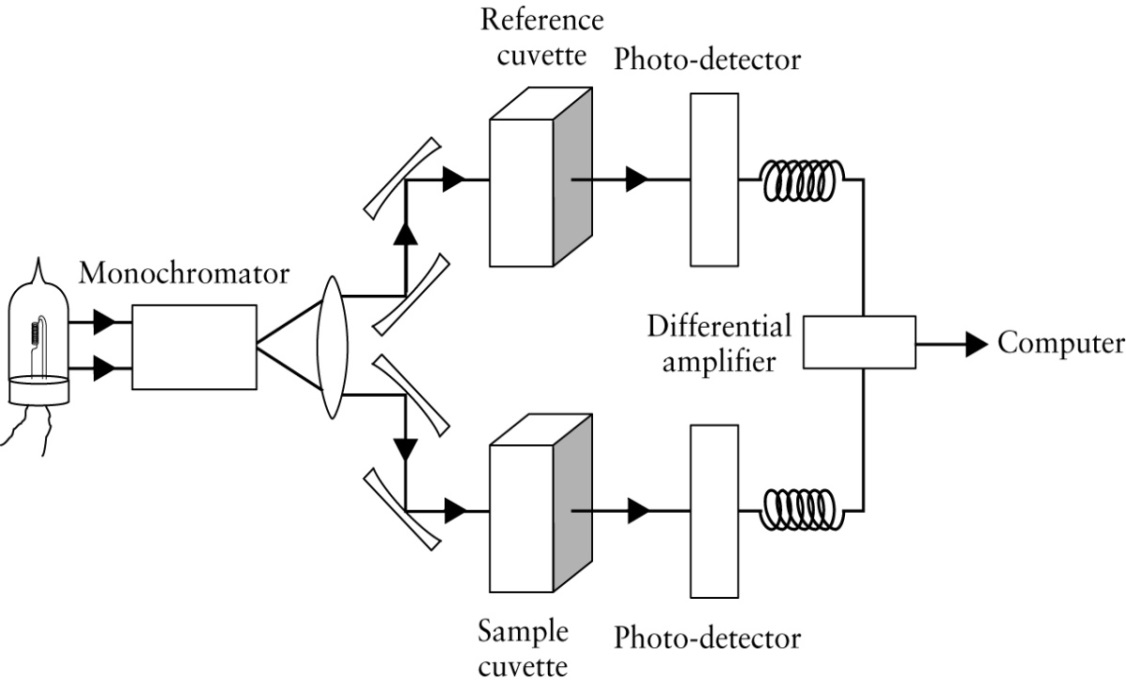 Reference
cuvette
Photo-detector
Monochromator
Differential
amplifier
Computer
Sample
cuvette
Photo-detector